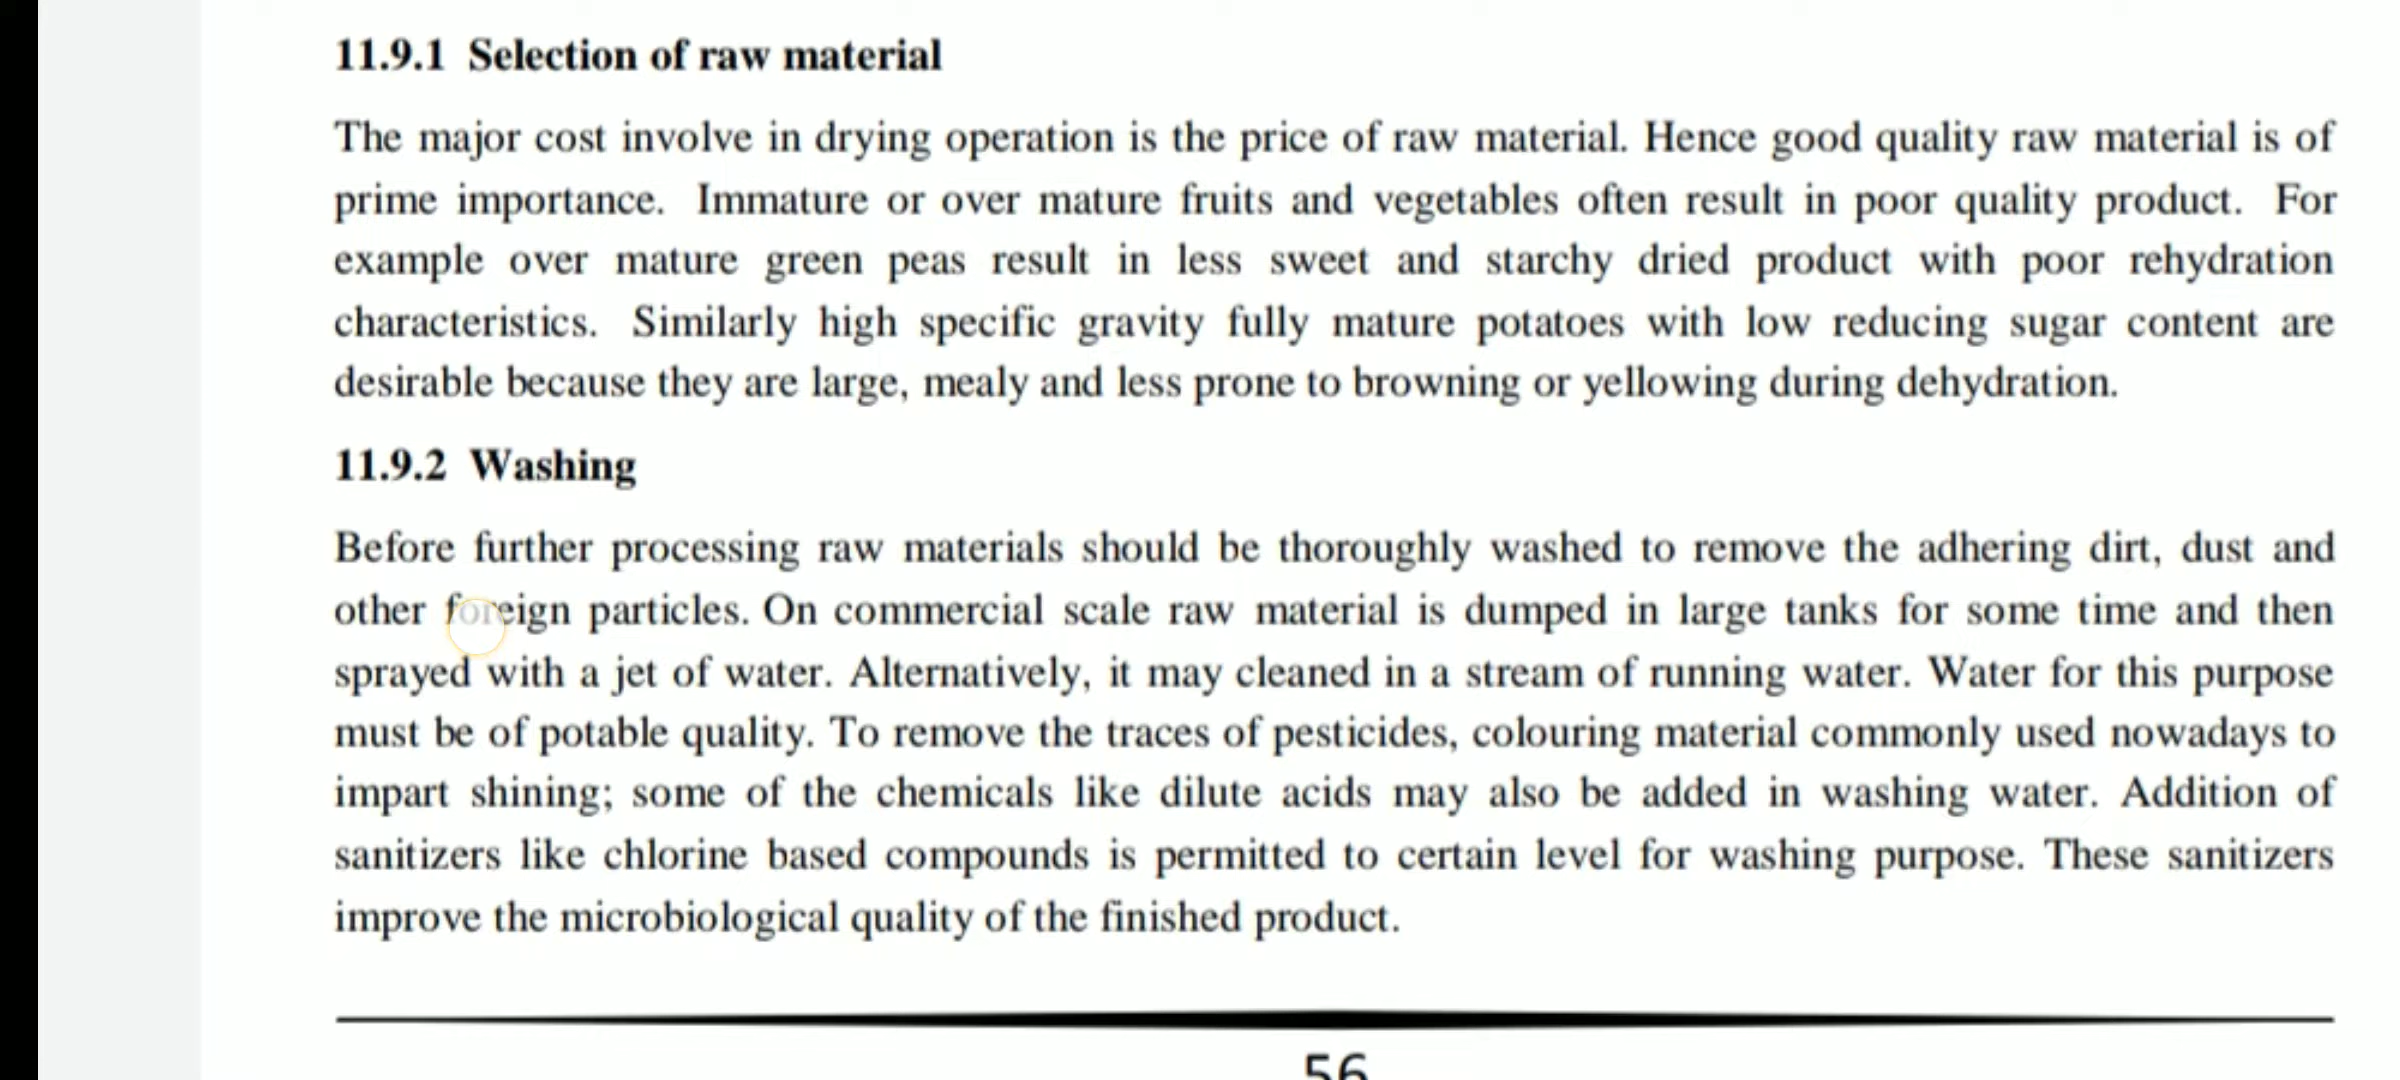 11.9.1 Selection of raw material
The major cost involve in drying operation is the price of raw material. Hence good quality raw material is of
prime importance. Immature or over mature fruits and vegetables often result in poor quality product. For
example over mature green peas result in less sweet and starchy dried product with poor rehydration
characteristics. Similarly high specific gravity fully mature potatoes with low reducing sugar content are
desirable because they are large, mealy and less prone to browning or yellowing during dehydration.
11.9.2 Washing
Before further processing raw materials should be thoroughly washed to remove the adhering dirt, dust and
other foreign particles. On commercial scale raw material is dumped in large tanks for some time and then
sprayed with a jet of water. Alternatively, it may cleaned in a stream of running water. Water for this purpose
must be of potable quality. To remove the traces of pesticides, colouring material commonly used nowadays to
impart shining; some of the chemicals like dilute acids may also be added in washing water. Addition of
sanitizers like chlorine based compounds is permitted to certain level for washing purpose. These sanitizers
improve the microbiological quality of the finished product.
56